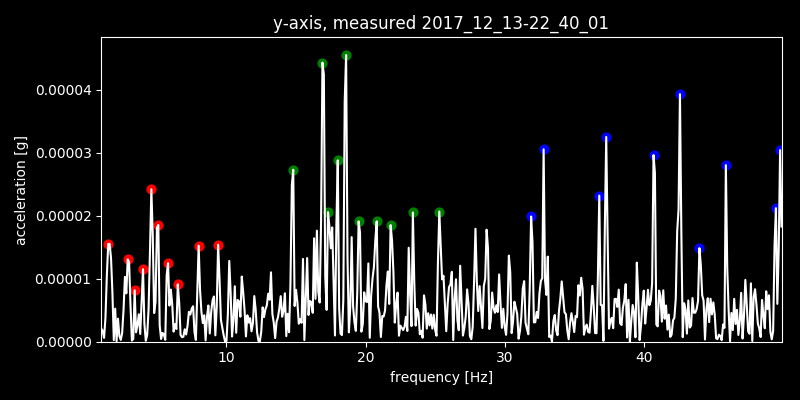 y-axis, measured 2017_12_13-22_40_01
acceleration [g]
0.00004
0.00003
0.00002
0.00001
0.00000
10 20 30 40
frequency [Hz]